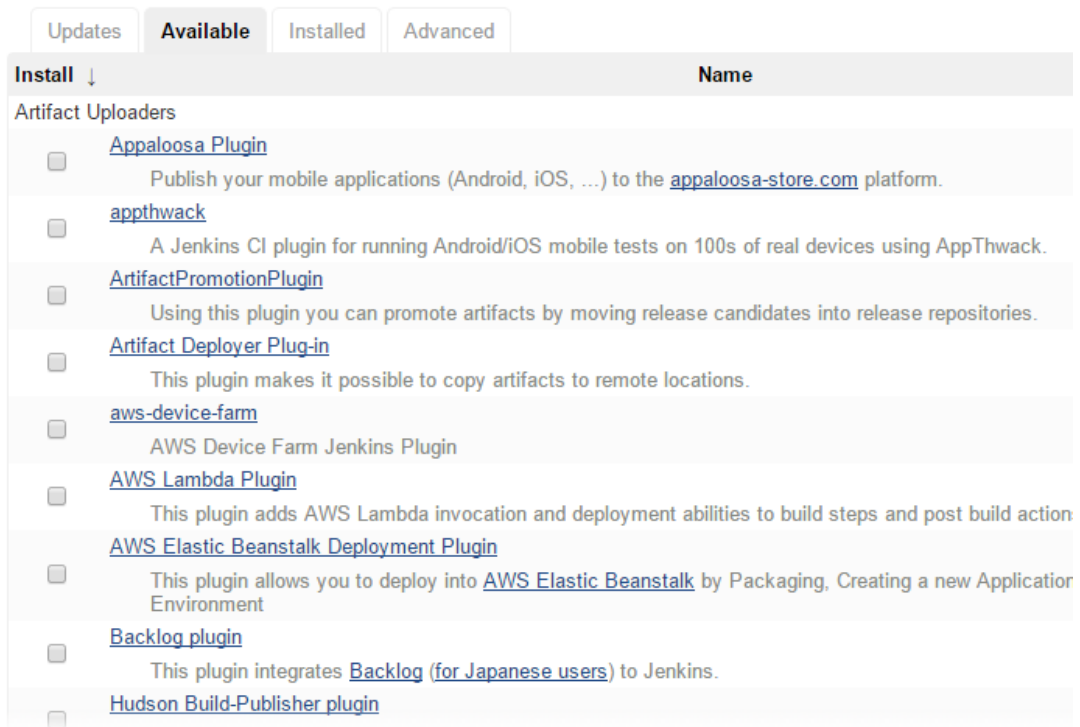 Updates Available Installed Advanced
Install ↓ Name
Artifact Uploaders
Appaloosa Plugin
Publish your mobile applications (Android, iOS, ...) to the appaloosa-store.com platform.
appthwack
A Jenkins CI plugin for running Android/iOS mobile tests on 100s of real devices using AppThwack.
ArtifactPromotionPlugin
Using this plugin you can promote artifacts by moving release candidates into release repositories.
Artifact Deployer Plug-in
This plugin makes it possible to copy artifacts to remote locations.
aws-device-farm
AWS Device Farm Jenkins Plugin
AWS Lambda Plugin
This plugin adds AWS Lambda invocation and deployment abilities to build steps and post build action
AWS Elastic Beanstalk Deployment Plugin
This plugin allows you to deploy into AWS Elastic Beanstalk by Packaging, Creating a new Application
Environment
Backlog plugin
This plugin integrates Backlog (for Japanese users) to Jenkins.
Hudson Build-Publisher plugin